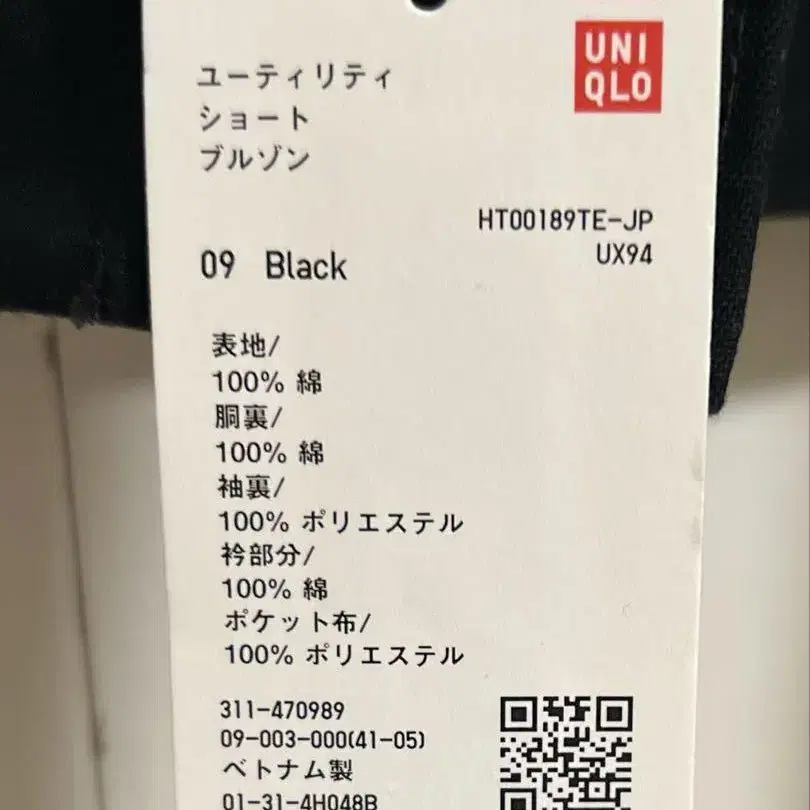 UNI
QLO
ユーティリティ
ショート
ブルゾン
HT00189TE-JP
UX94
09 Black
表地/
100% 綿
胴裏/
100% 綿
袖裏/
100% ポリエステル
衿部分/
100% 綿
ポケット布/
100% ポリエステル
311-470989
09-003-000(41-05)
ベトナム製
01-31-4H048B